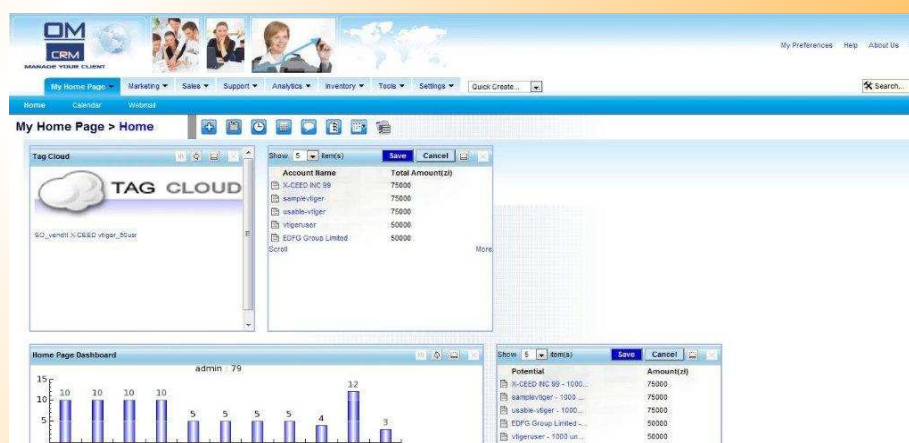 OM
CRM
MANAGE YOUR CLIENT
My Preferences Help About Us
My Home Page Marketing Sales Support Analytics Inventory Tools Settings Quick Create... Search...
Home Calendar Webmail
My Home Page > Home
Tag Cloud
TAG CLOUD
SO_vendtl X-CEED vtiger_50usr
Show 5 item(s) Save Cancel
Account Name Total Amount(zł)
X-CEED INC 99 75000
samplevtiger 75000
usable-vtiger 75000
vtigeruser 50000
EDFG Group Limited 50000
Scroll More
Home Page Dashboard
admin : 79
15
10
5
10 10 10 10 5 5 5 5 4 12 3
Show 5 item(s) Save Cancel
Potential Amount(zł)
X-CEED INC 99 - 1000... 75000
samplevtiger - 1000 ... 75000
usable-vtiger - 1000... 75000
EDFG Group Limited -... 50000
vtigeruser - 1000 un... 50000